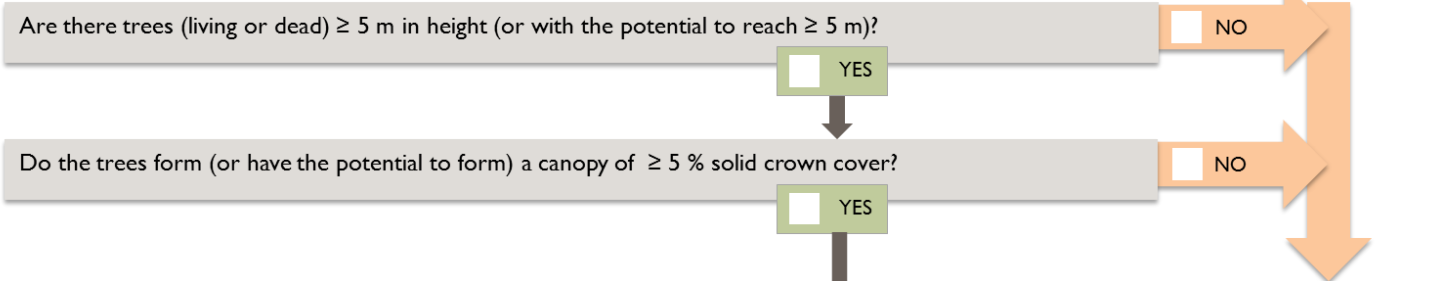 Are there trees (living or dead) ≥ 5 m in height (or with the potential to reach ≥ 5 m)?
NO
YES
Do the trees form (or have the potential to form) a canopy of ≥ 5 % solid crown cover?
NO
YES